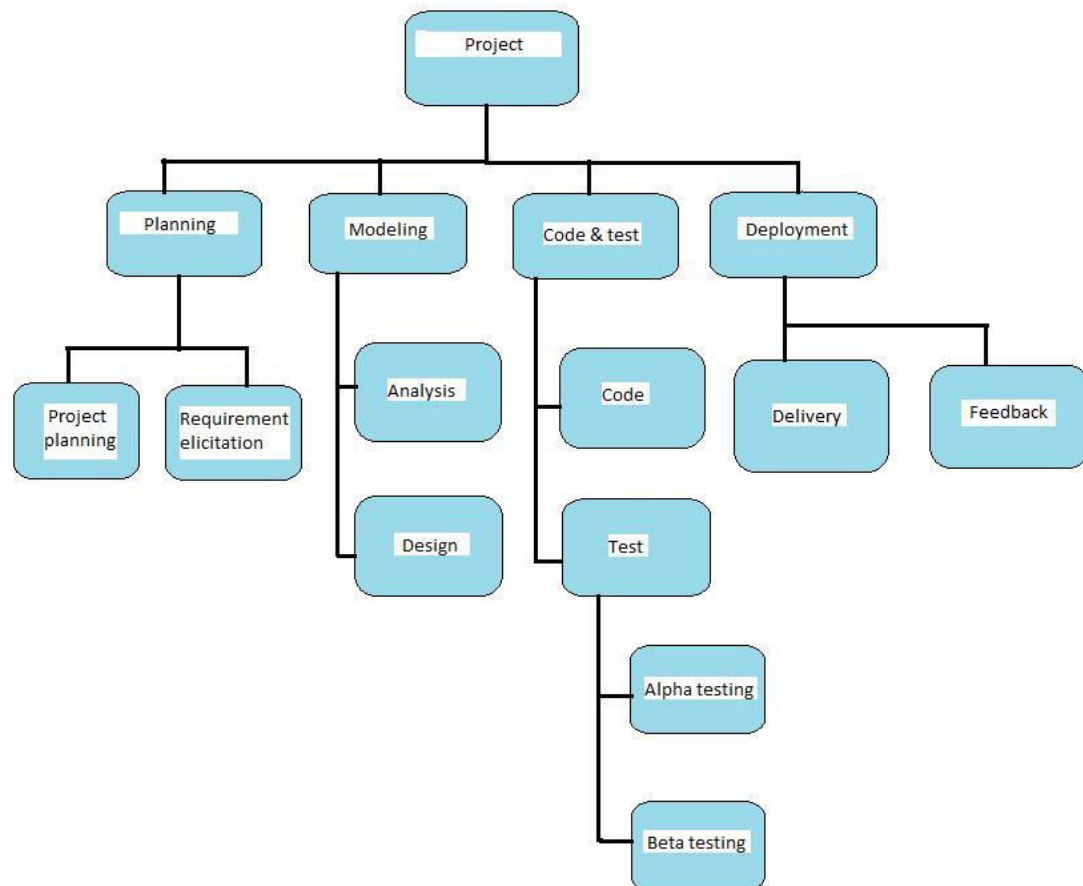 Project
Planning
Modeling
Code & test
Deployment
Project
planning
Requirement
elicitation
Analysis
Code
Delivery
Feedback
Design
Test
Alpha testing
Beta testing